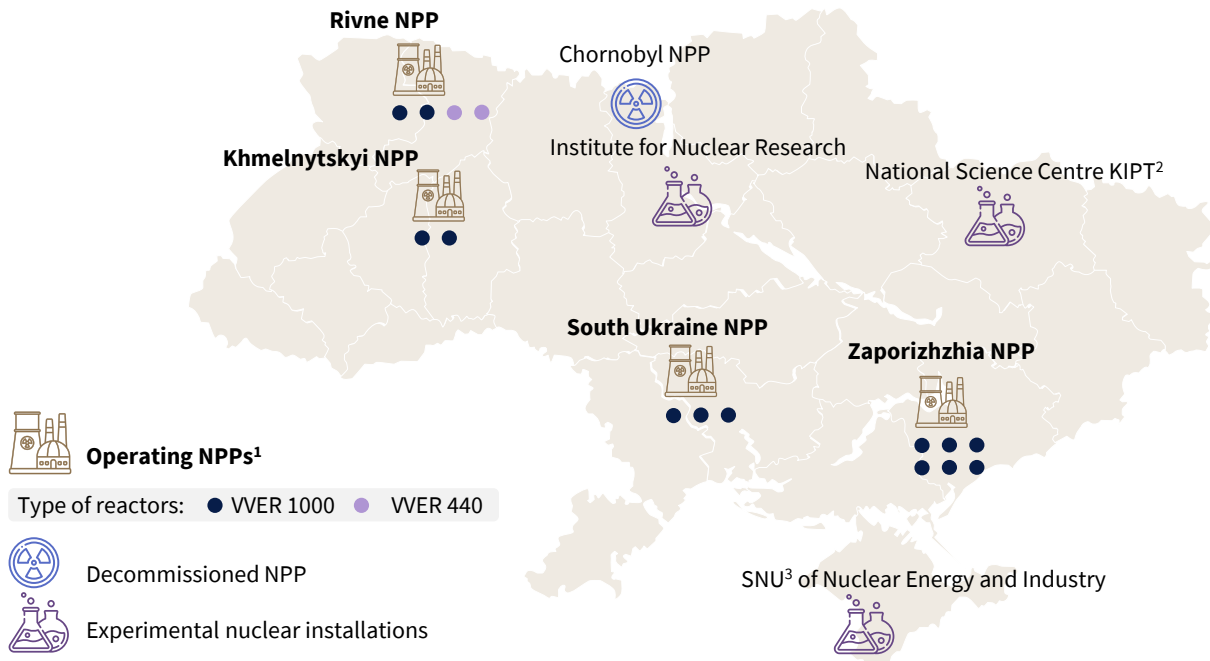 Rivne NPP
Chornobyl NPP
Khmelnytskyi NPP
Institute for Nuclear Research
National Science Centre KIPT²
South Ukraine NPP
Zaporizhzhia NPP
Operating NPPs¹
Type of reactors: VVER 1000 VVER 440
Decommissioned NPP
SNU³ of Nuclear Energy and Industry
Experimental nuclear installations